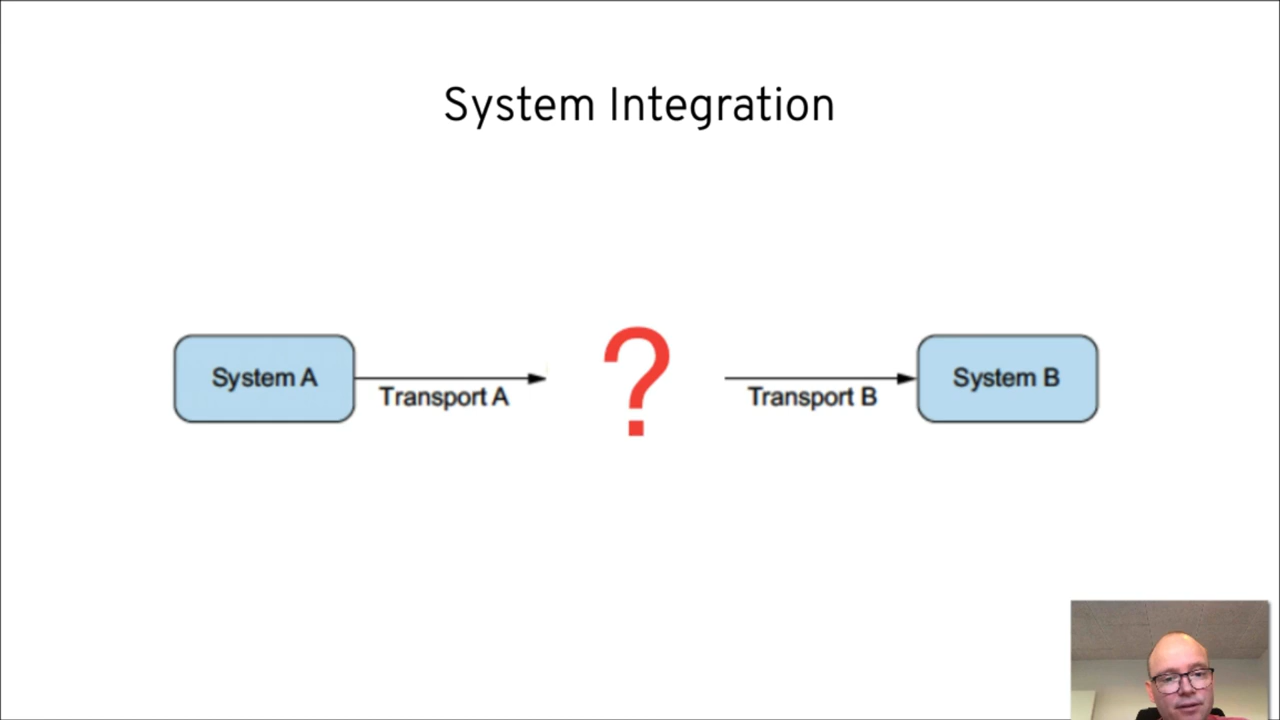 System Integration
System A
Transport A
?
Transport B
System B